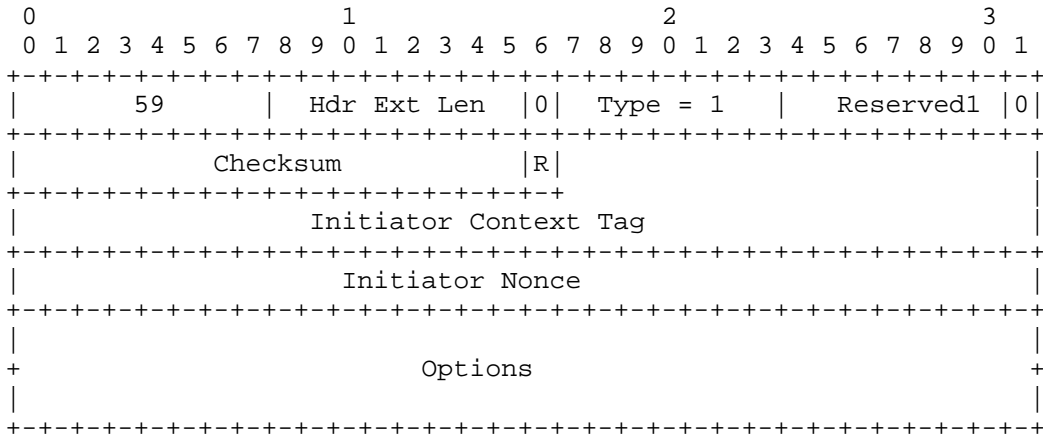 0                   1                   2                   3
 0 1 2 3 4 5 6 7 8 9 0 1 2 3 4 5 6 7 8 9 0 1 2 3 4 5 6 7 8 9 0 1
+-+-+-+-+-+-+-+-+-+-+-+-+-+-+-+-+-+-+-+-+-+-+-+-+-+-+-+-+-+-+-+-+
|       59      |  Hdr Ext Len  |0|  Type = 1   |   Reserved1 |0|
+-+-+-+-+-+-+-+-+-+-+-+-+-+-+-+-+-+-+-+-+-+-+-+-+-+-+-+-+-+-+-+-+
|            Checksum           |R|                             |
+-+-+-+-+-+-+-+-+-+-+-+-+-+-+-+-+-+                             |
|                  Initiator Context Tag                        |
+-+-+-+-+-+-+-+-+-+-+-+-+-+-+-+-+-+-+-+-+-+-+-+-+-+-+-+-+-+-+-+-+
|                    Initiator Nonce                            |
+-+-+-+-+-+-+-+-+-+-+-+-+-+-+-+-+-+-+-+-+-+-+-+-+-+-+-+-+-+-+-+-+
|                                                               |
+                         Options                               +
|                                                               |
+-+-+-+-+-+-+-+-+-+-+-+-+-+-+-+-+-+-+-+-+-+-+-+-+-+-+-+-+-+-+-+-+